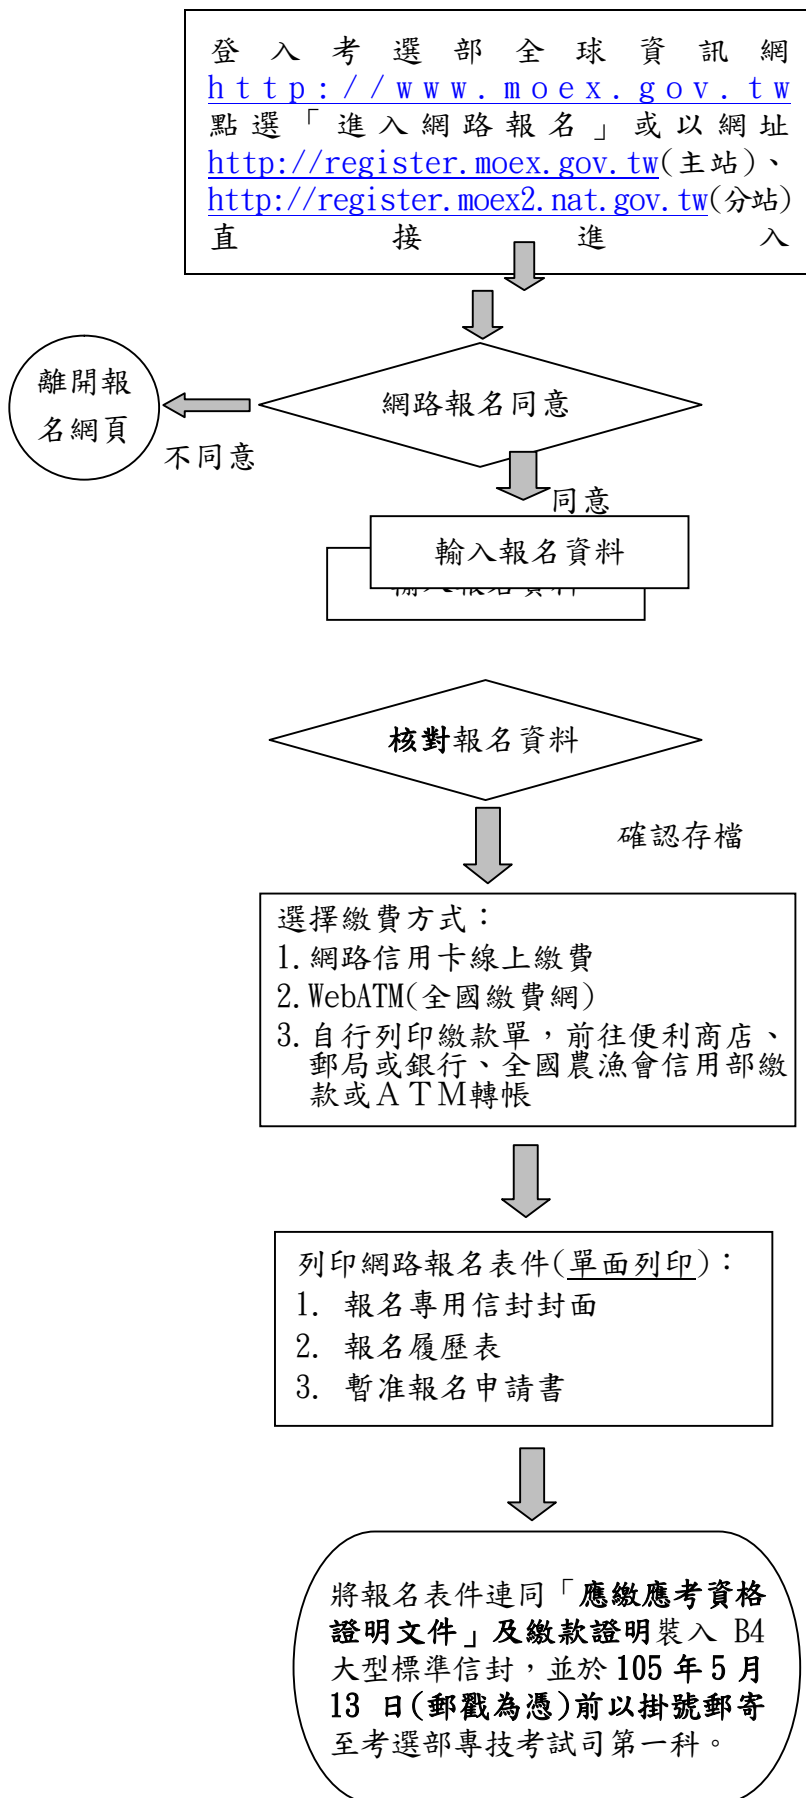 登入考選部全球資訊網
http://www.moex.gov.tw
點選「進入網路報名」或以網址
http://register.moex.gov.tw(主站)、
http://register.moex2.nat.gov.tw(分站)
直接進入
網路報名同意
離開報
名網頁
不同意
同意
輸入報名資料
輸入報名資料
核對報名資料
確認存檔
選擇繳費方式：
1.網路信用卡線上繳費
2.WebATM(全國繳費網)
3.自行列印繳款單，前往便利商店、
郵局或銀行、全國農漁會信用部繳
款或ＡＴＭ轉帳
列印網路報名表件(單面列印)：
1. 報名專用信封封面
2. 報名履歷表
3. 暫准報名申請書
將報名表件連同「應繳應考資格
證明文件」及繳款證明裝入 B4
大型標準信封，並於 105 年 5 月
13 日(郵戳為憑)前以掛號郵寄
至考選部專技考試司第一科。